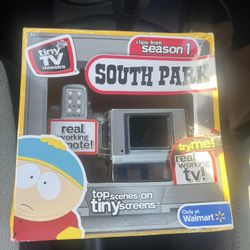 tiny
TV
classics
clips from
season 1
SOUTH PARK
real
working
remote!
try me!
real
working
tv!
top
scenes on
tiny screens
Only at
Walmart